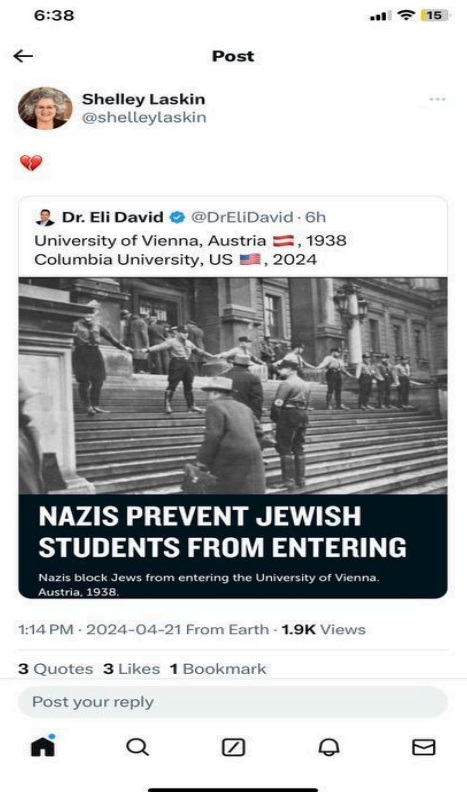 6:38
15
Post
Shelley Laskin
@shelleylaskin
💔
Dr. Eli David @DrEliDavid · 6h
University of Vienna, Austria 🇦🇹, 1938
Columbia University, US 🇺🇸, 2024
NAZIS PREVENT JEWISH
STUDENTS FROM ENTERING
Nazis block Jews from entering the University of Vienna.
Austria, 1938.
1:14 PM · 2024-04-21 From Earth · 1.9K Views
3 Quotes 3 Likes 1 Bookmark
Post your reply